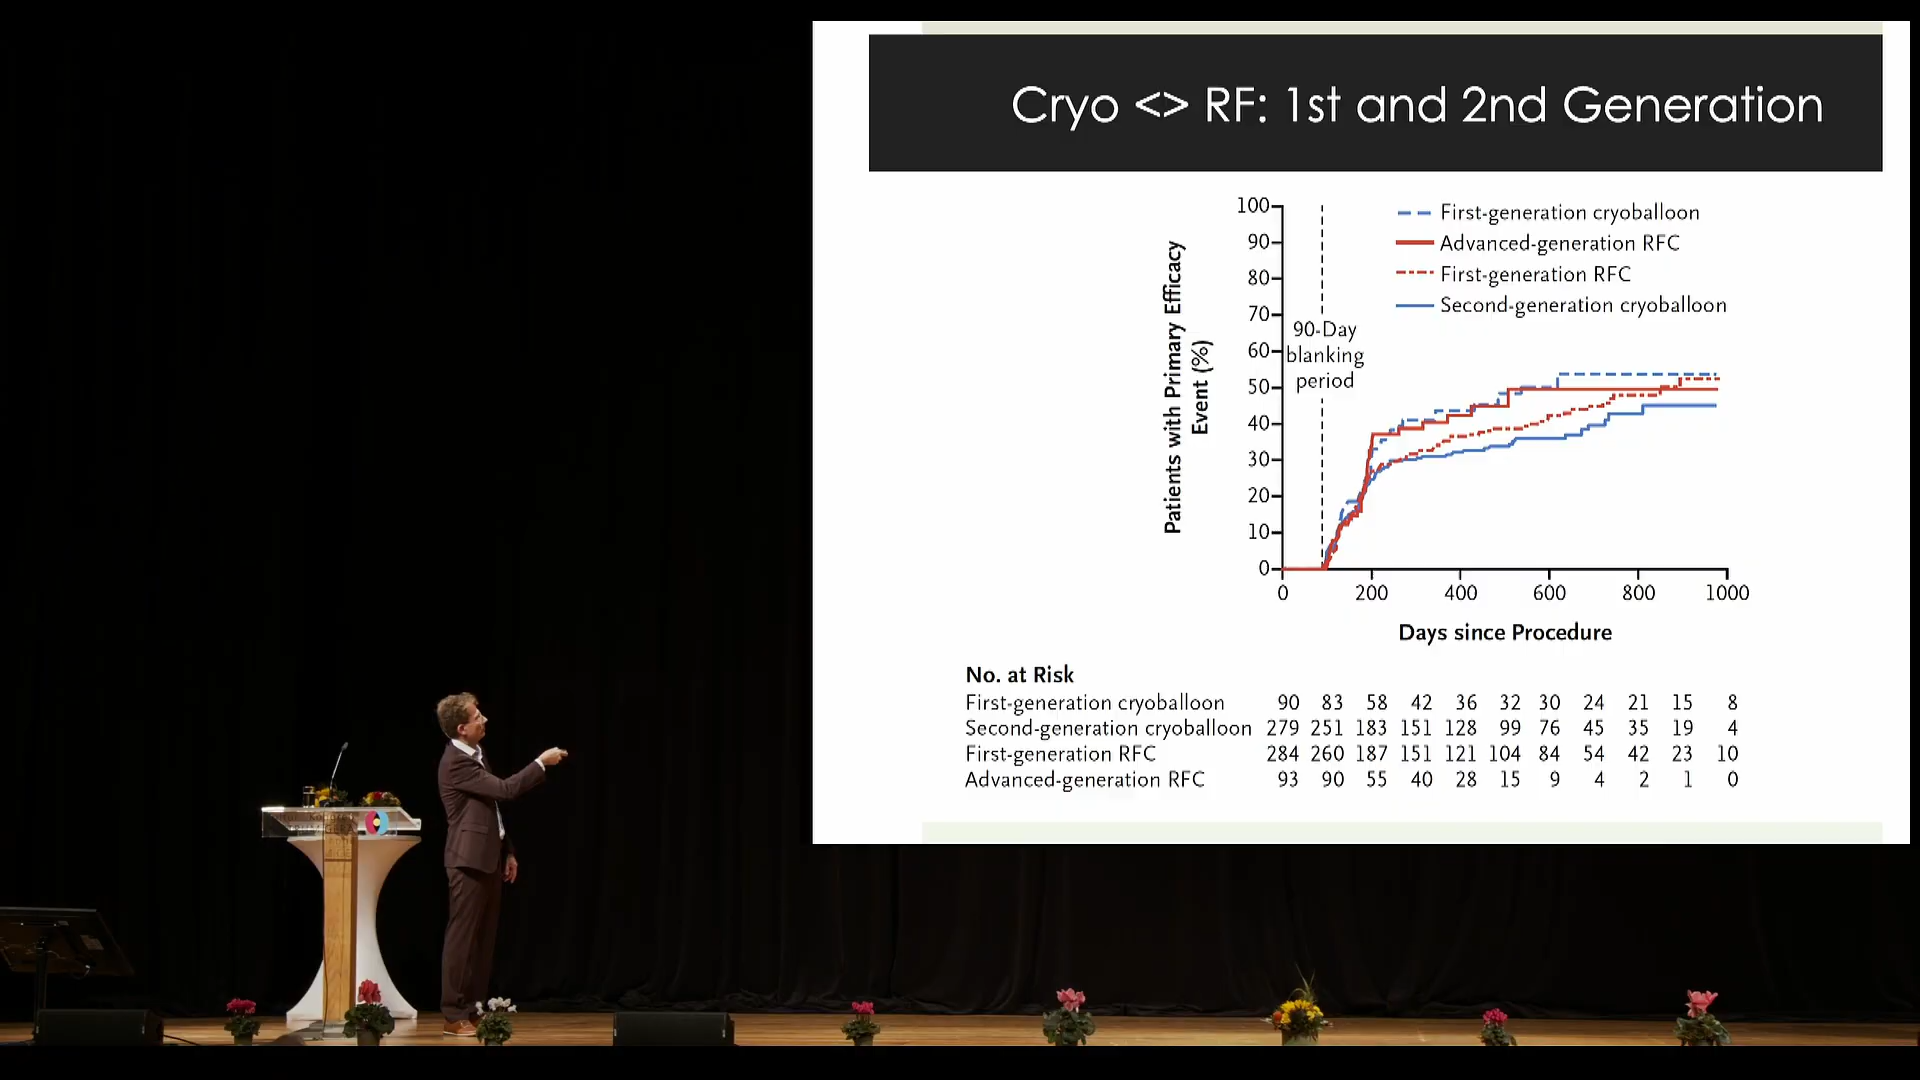 Cryo <> RF: 1st and 2nd Generation
Patients with Primary Efficacy
Event (%)
100
90
80
70
60
50
40
30
20
10
0
90-Day
blanking
period
First-generation cryoballoon
Advanced-generation RFC
First-generation RFC
Second-generation cryoballoon
0 200 400 600 800 1000
Days since Procedure
No. at Risk
First-generation cryoballoon 90 83 58 42 36 32 30 24 21 15 8
Second-generation cryoballoon 279 251 183 151 128 99 76 45 35 19 4
First-generation RFC 284 260 187 151 121 104 84 54 42 23 10
Advanced-generation RFC 93 90 55 40 28 15 9 4 2 1 0